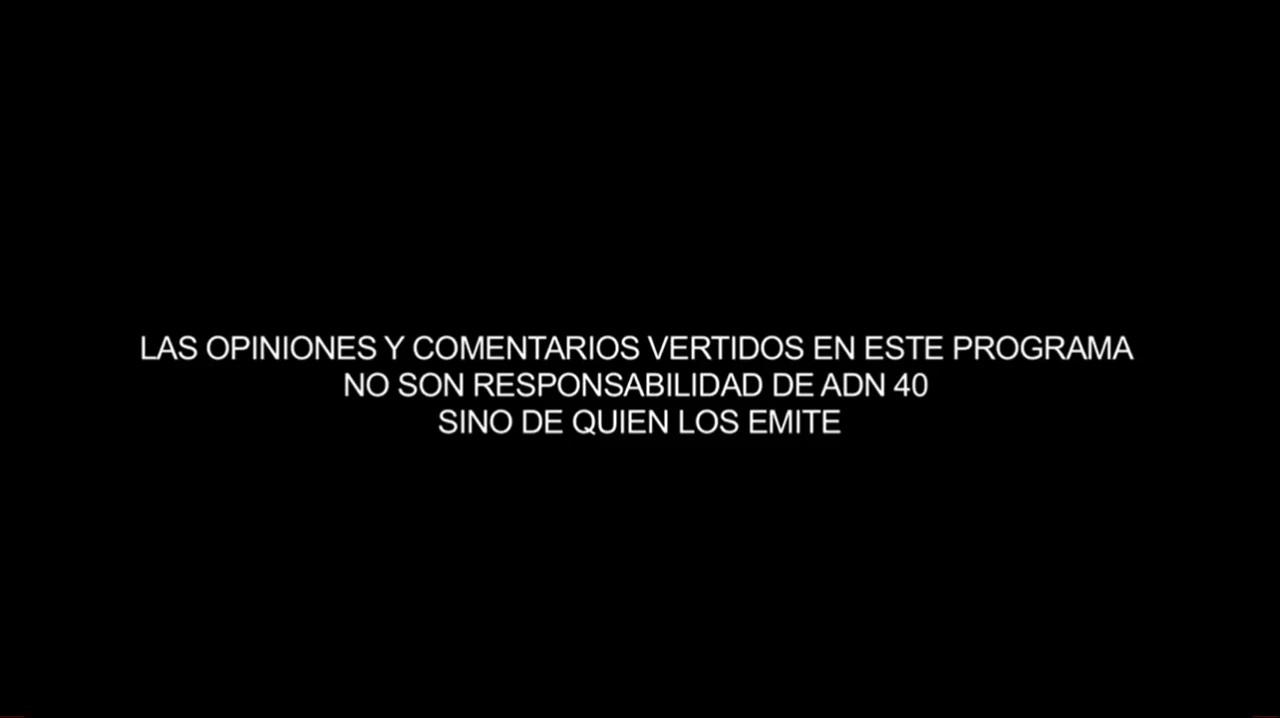 LAS OPINIONES Y COMENTARIOS VERTIDOS EN ESTE PROGRAMA
NO SON RESPONSABILIDAD DE ADN 40
SINO DE QUIEN LOS EMITE